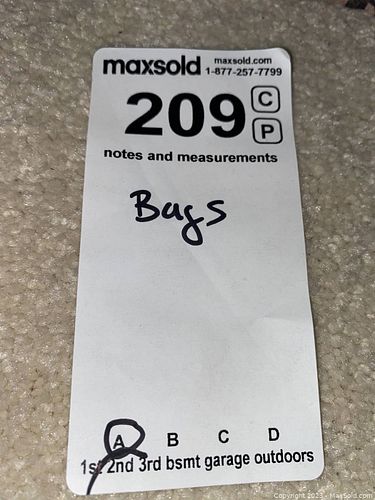 maxsold maxsold.com
1-877-257-7799
209 C
P
notes and measurements
Bags
A B C D
1st 2nd 3rd bsmt garage outdoors
Copyright 2023 - MaxSold.com